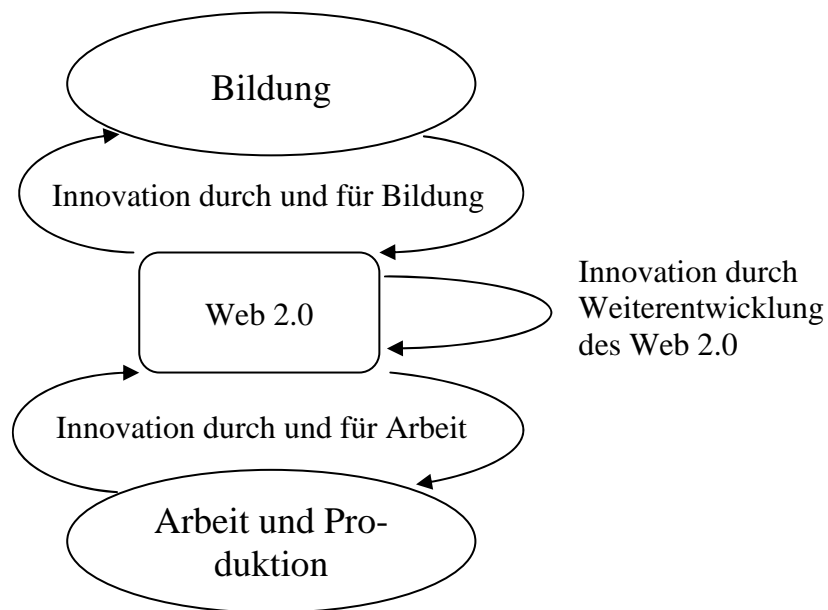 Bildung
Innovation durch und für Bildung
Web 2.0
Innovation durch
Weiterentwicklung
des Web 2.0
Innovation durch und für Arbeit
Arbeit und Pro-
duktion